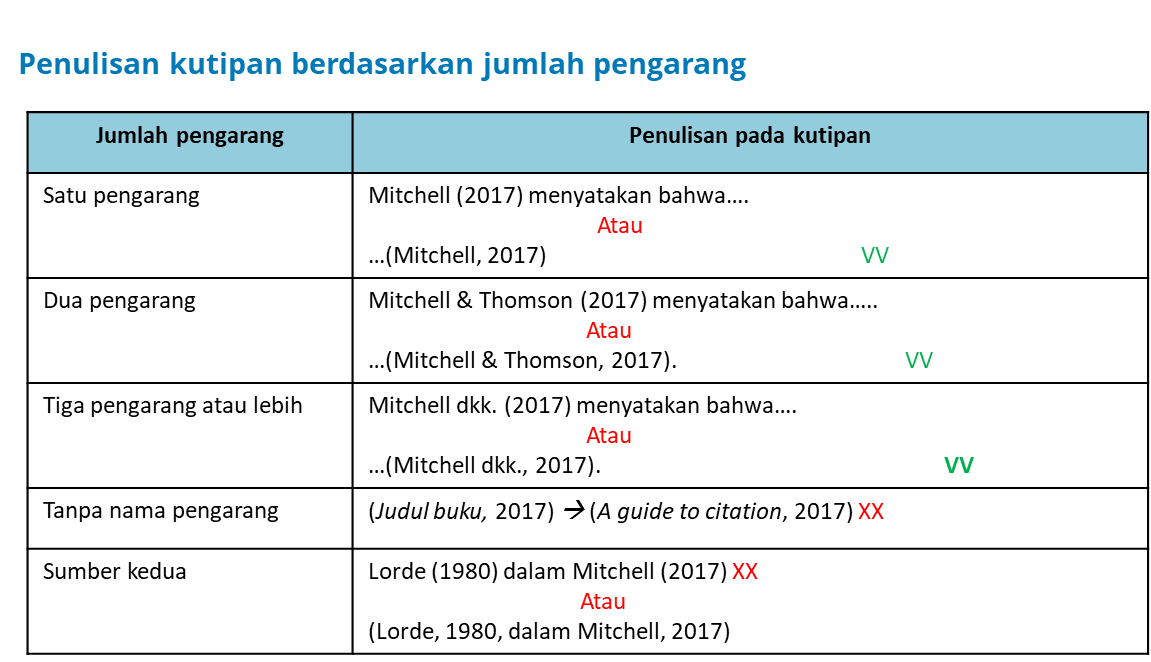 Penulisan kutipan berdasarkan jumlah pengarang
Jumlah pengarang
Penulisan pada kutipan
Satu pengarang
Mitchell (2017) menyatakan bahwa….
Atau
…(Mitchell, 2017) VV
Dua pengarang
Mitchell & Thomson (2017) menyatakan bahwa…..
Atau
…(Mitchell & Thomson, 2017). VV
Tiga pengarang atau lebih
Mitchell dkk. (2017) menyatakan bahwa….
Atau
…(Mitchell dkk., 2017). VV
Tanpa nama pengarang
(Judul buku, 2017) → (A guide to citation, 2017) XX
Sumber kedua
Lorde (1980) dalam Mitchell (2017) XX
Atau
(Lorde, 1980, dalam Mitchell, 2017)